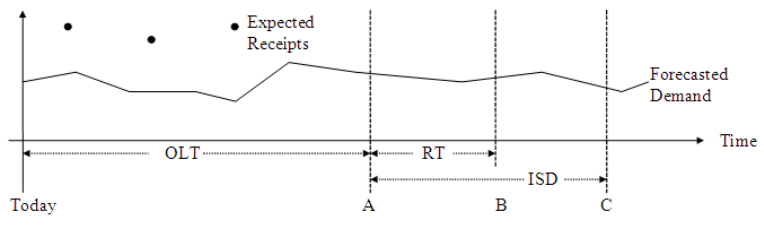 Expected
Receipts
Forecasted
Demand
Time
OLT
RT
ISD
Today
A
B
C